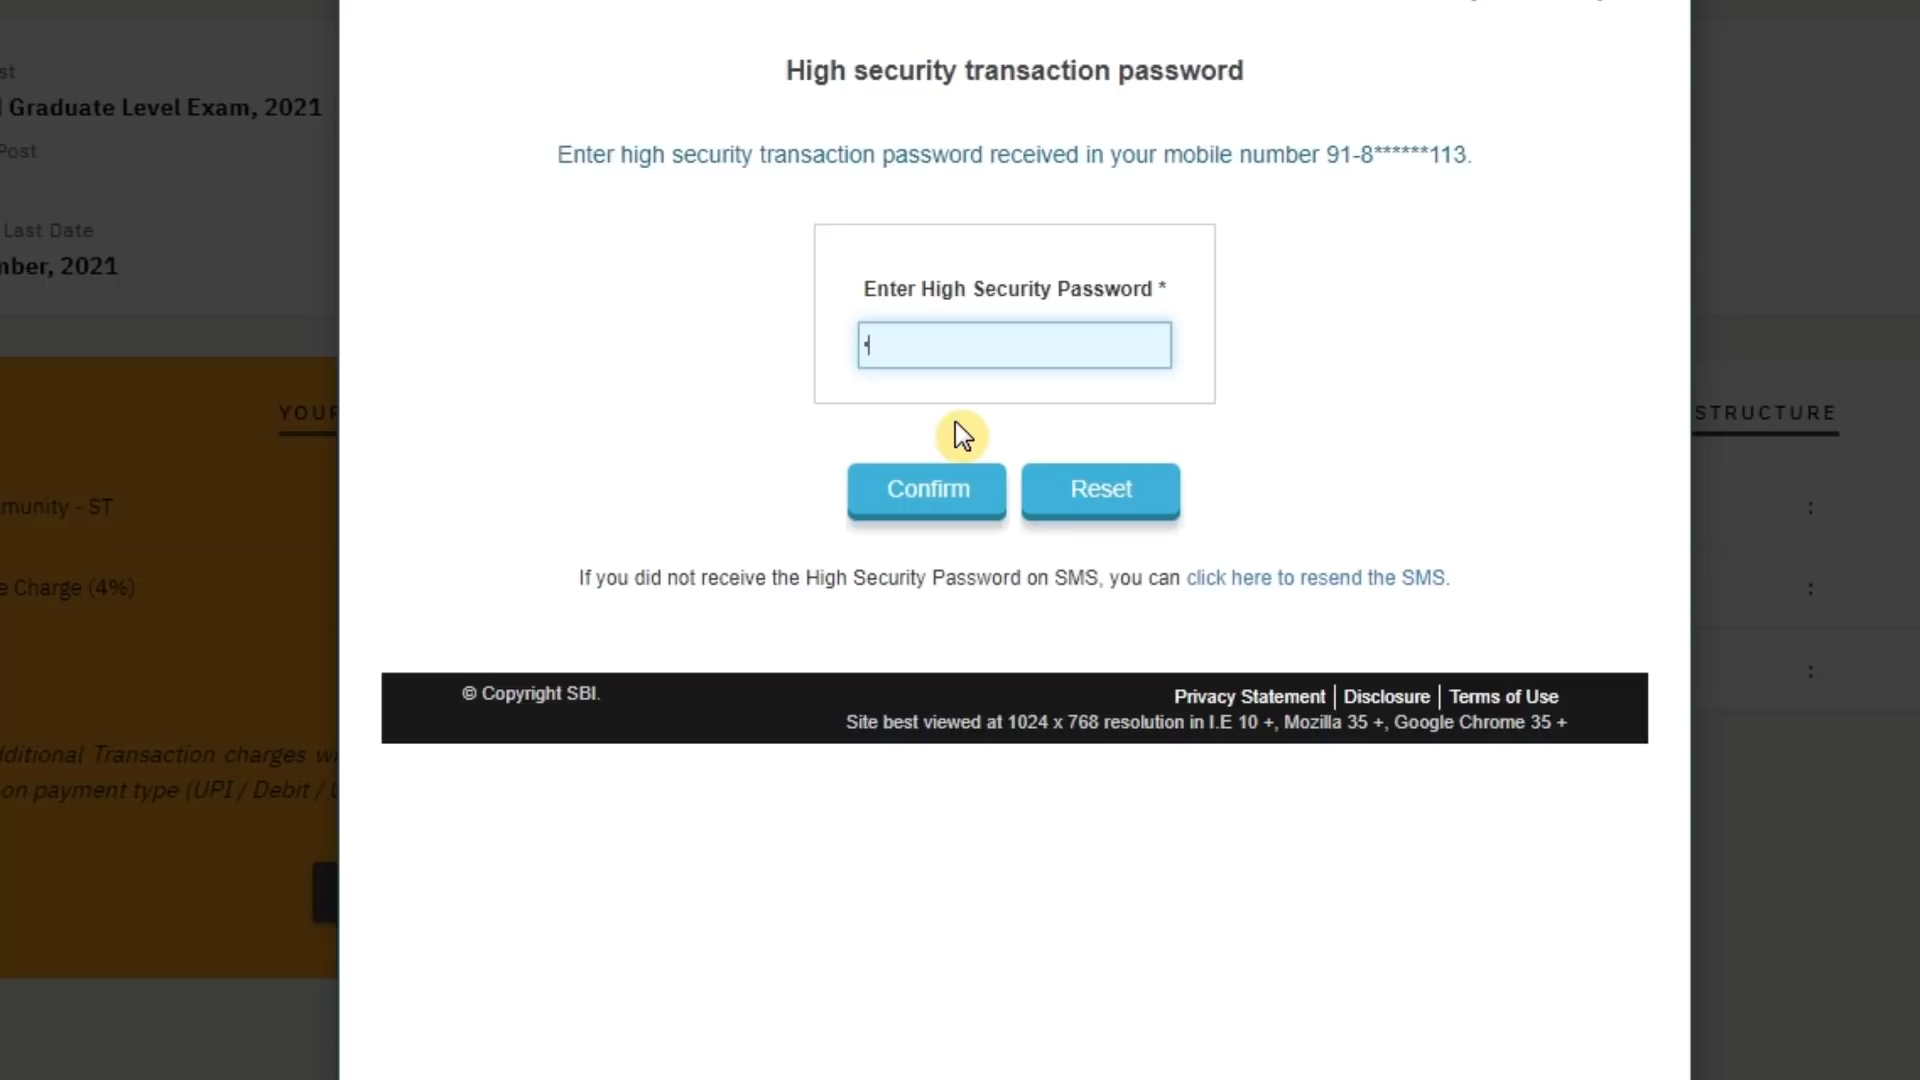 st
Graduate Level Exam, 2021
Post
Last Date
mber, 2021
High security transaction password
Enter high security transaction password received in your mobile number 91-8******113.
Enter High Security Password *
Confirm
Reset
If you did not receive the High Security Password on SMS, you can click here to resend the SMS.
© Copyright SBI.
Privacy Statement | Disclosure | Terms of Use
Site best viewed at 1024 x 768 resolution in I.E 10 +, Mozilla 35 +, Google Chrome 35 +
YOUR
STRUCTURE
munity - ST
:
e Charge (4%)
:
:
dditional Transaction charges wi
on payment type (UPI / Debit / C